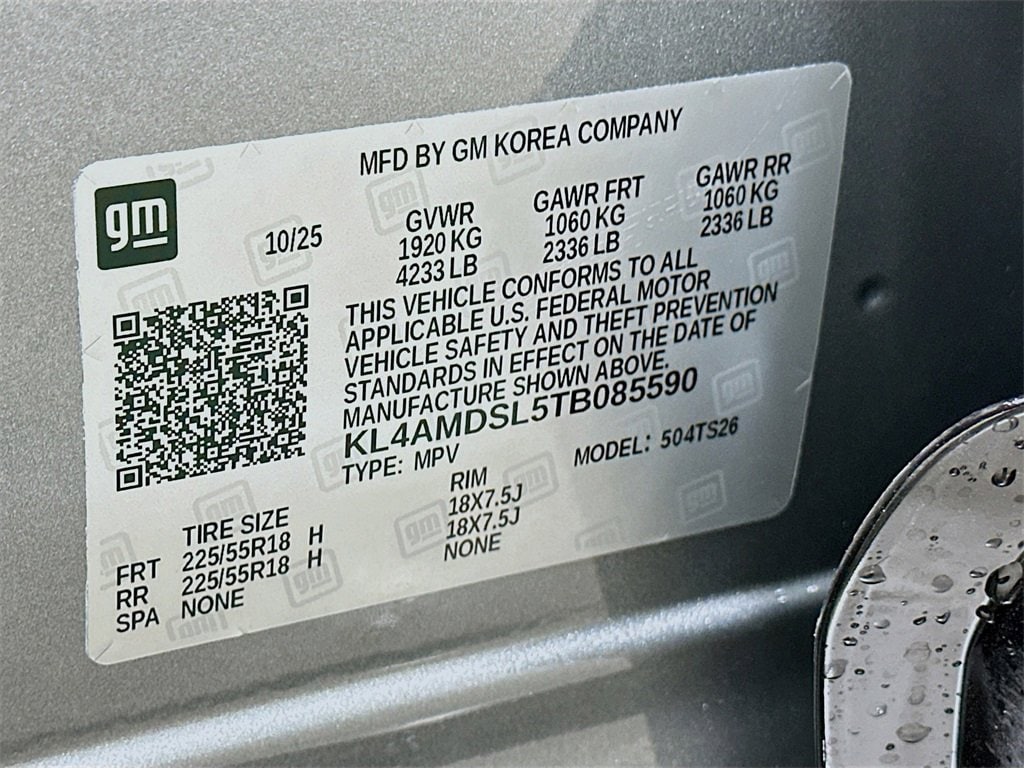 MFD BY GM KOREA COMPANY
gm
10/25
GVWR
1920 KG
4233 LB
GAWR FRT
1060 KG
2336 LB
GAWR RR
1060 KG
2336 LB
THIS VEHICLE CONFORMS TO ALL
APPLICABLE U.S. FEDERAL MOTOR
VEHICLE SAFETY AND THEFT PREVENTION
STANDARDS IN EFFECT ON THE DATE OF
MANUFACTURE SHOWN ABOVE.
KL4AMDSL5TB085590
TYPE: MPV MODEL: 504TS26
TIRE SIZE RIM
FRT 225/55R18 H 18X7.5J
RR 225/55R18 H 18X7.5J
SPA NONE NONE